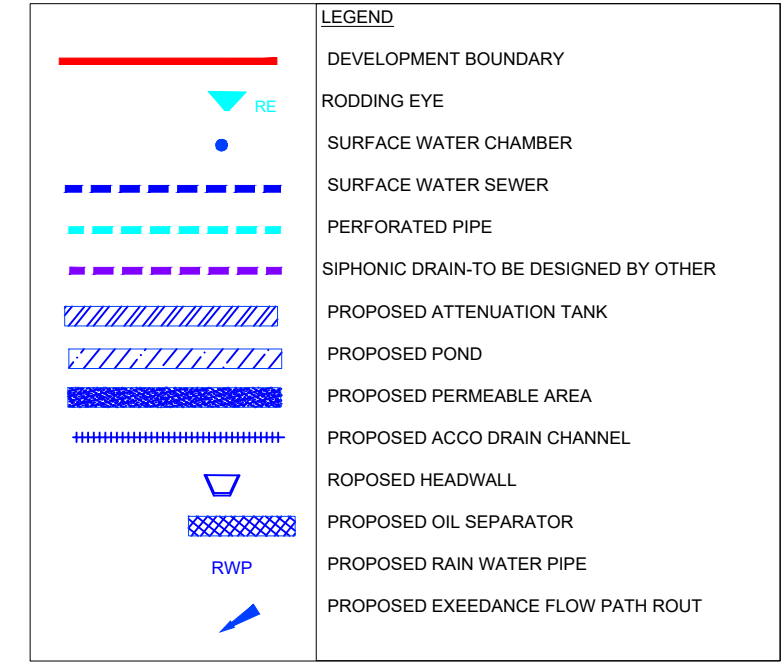 LEGEND
DEVELOPMENT BOUNDARY
RE RODDING EYE
SURFACE WATER CHAMBER
SURFACE WATER SEWER
PERFORATED PIPE
SIPHONIC DRAIN-TO BE DESIGNED BY OTHER
PROPOSED ATTENUATION TANK
PROPOSED POND
PROPOSED PERMEABLE AREA
PROPOSED ACCO DRAIN CHANNEL
ROPOSED HEADWALL
PROPOSED OIL SEPARATOR
RWP PROPOSED RAIN WATER PIPE
PROPOSED EXEEDANCE FLOW PATH ROUT